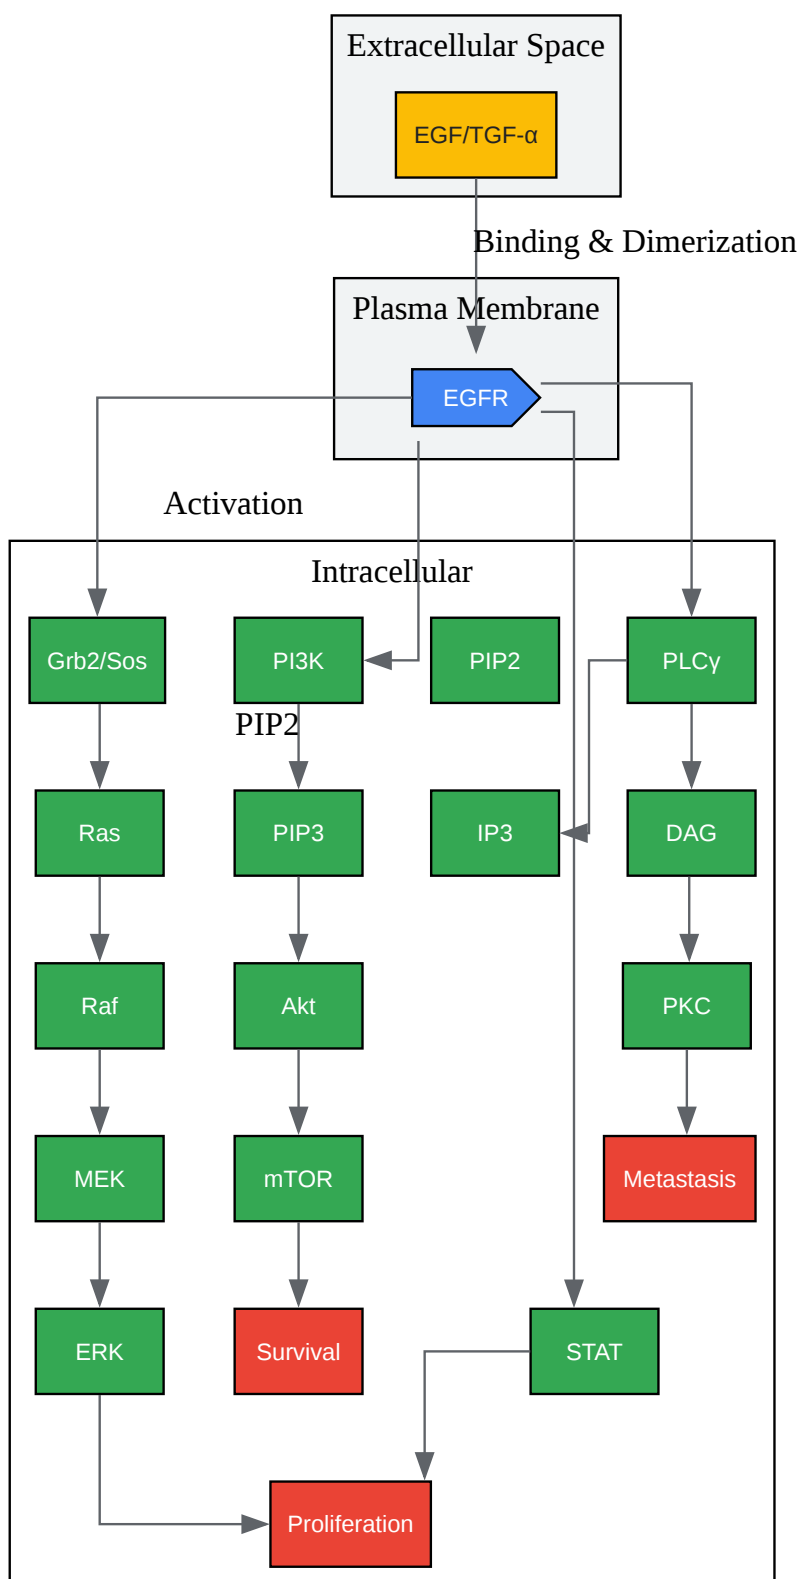 Extracellular Space
EGF/TGF-α
Binding & Dimerization
Plasma Membrane
EGFR
Activation
Intracellular
Grb2/Sos
PI3K
PIP2
PLCγ
PIP2
Ras
PIP3
IP3
DAG
Raf
Akt
PKC
MEK
mTOR
Metastasis
ERK
Survival
STAT
Proliferation